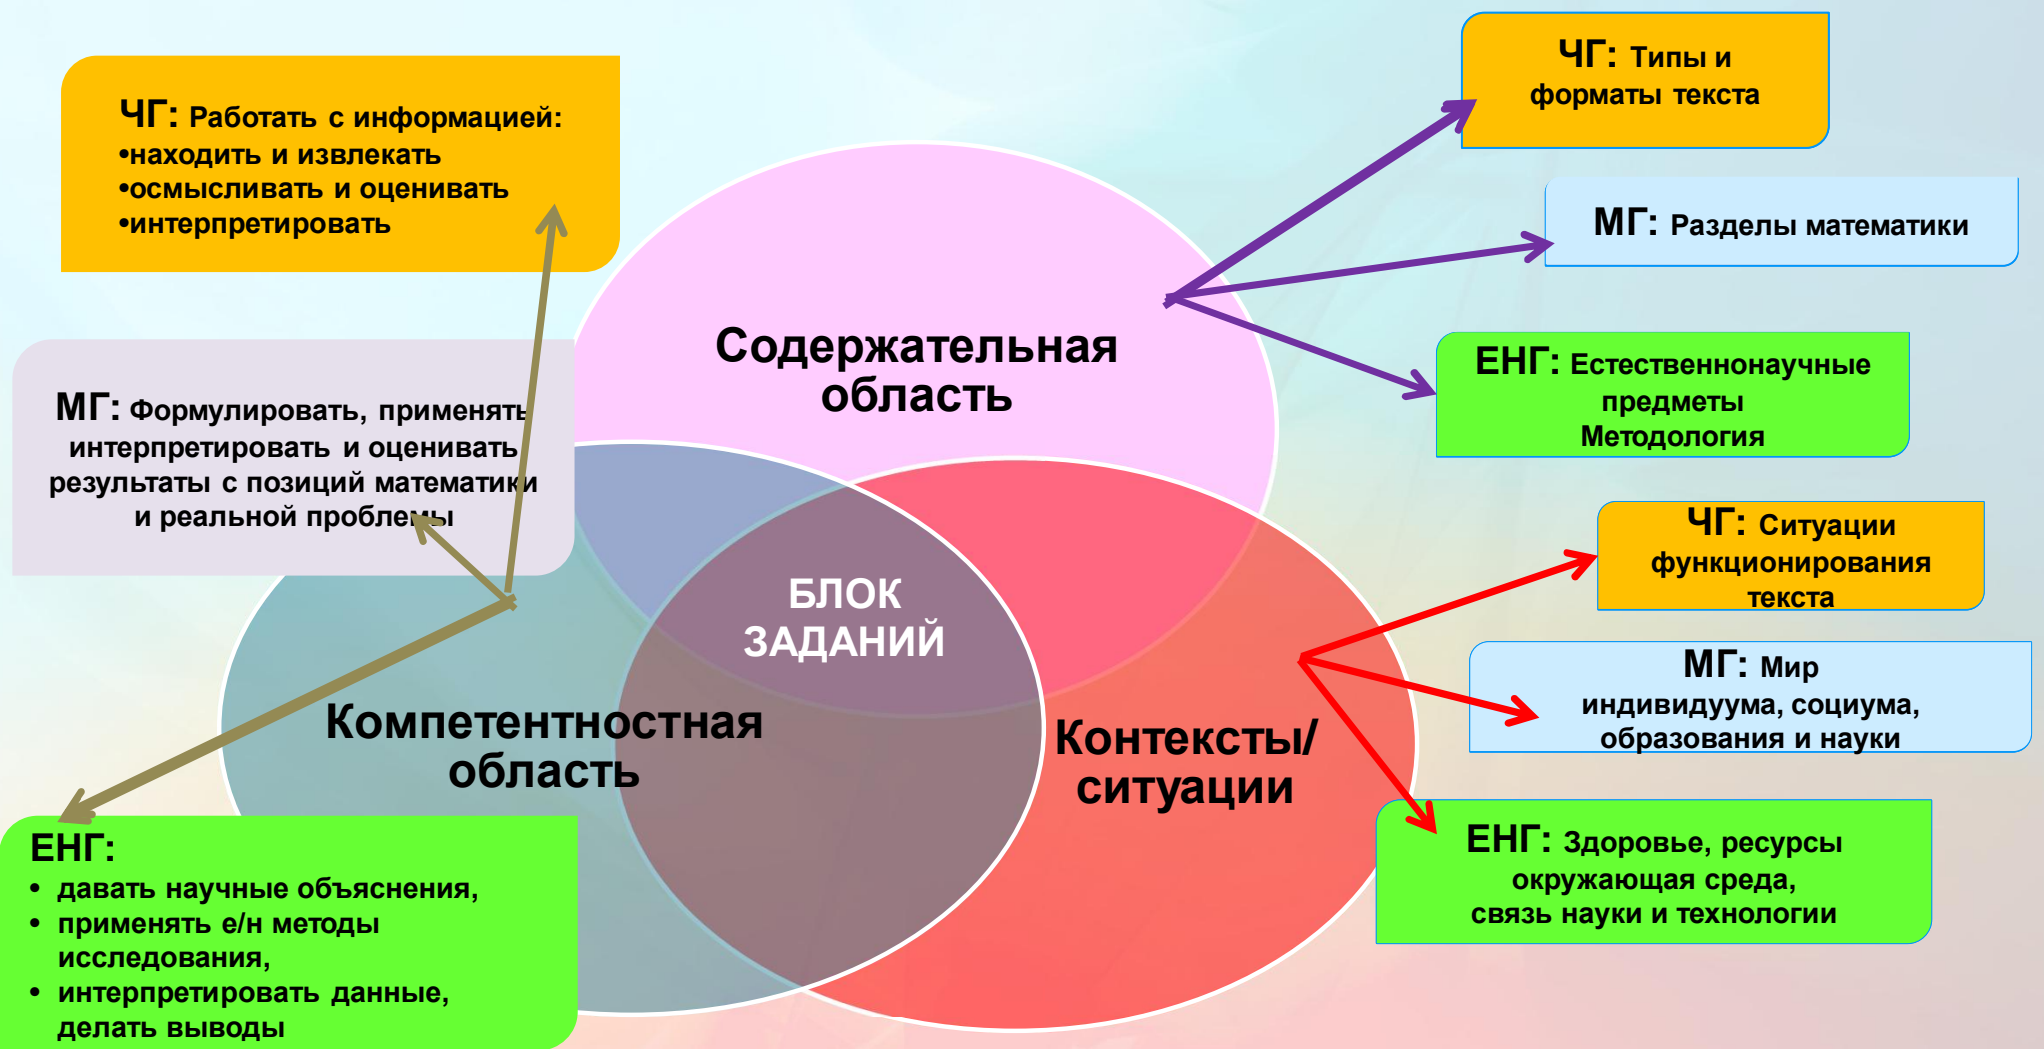 ЧГ: Работать с информацией:
•находить и извлекать
•осмысливать и оценивать
•интерпретировать
МГ: Формулировать, применять
интерпретировать и оценивать
результаты с позиций математики
и реальной проблемы
ЕНГ:
• давать научные объяснения,
• применять е/н методы
исследования,
• интерпретировать данные,
делать выводы
Содержательная
область
БЛОК
ЗАДАНИЙ
Компетентностная
область
Контексты/
ситуации
ЧГ: Типы и
форматы текста
МГ: Разделы математики
ЕНГ: Естественнонаучные
предметы
Методология
ЧГ: Ситуации
функционирования
текста
МГ: Мир
индивидуума, социума,
образования и науки
ЕНГ: Здоровье, ресурсы
окружающая среда,
связь науки и технологии